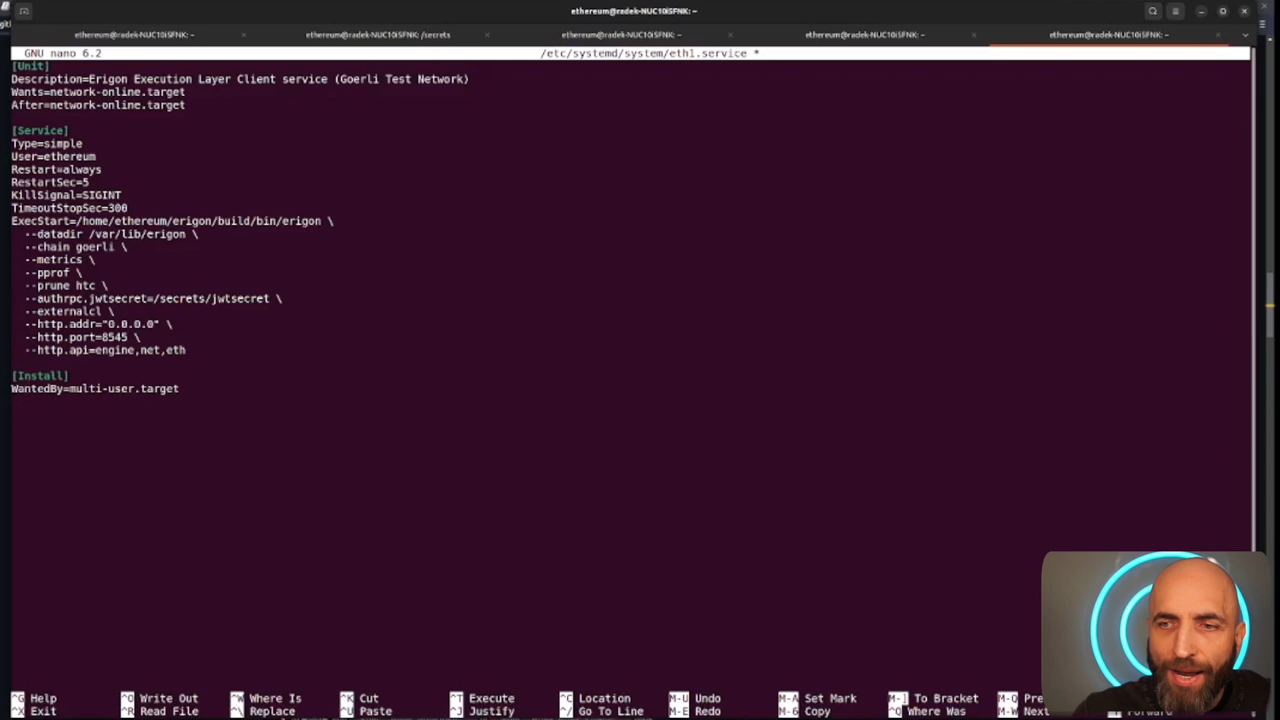 ethereum@radek-NUC10i5FNK: ~
ethereum@radek-NUC10i5FNK: ~
ethereum@radek-NUC10i5FNK: /secrets
ethereum@radek-NUC10i5FNK: ~
ethereum@radek-NUC10i5FNK: ~
ethereum@radek-NUC10i5FNK: ~
GNU nano 6.2 /etc/systemd/system/eth1.service *
[Unit]
Description=Erigon Execution Layer Client service (Goerli Test Network)
Wants=network-online.target
After=network-online.target
[Service]
Type=simple
User=ethereum
Restart=always
RestartSec=5
KillSignal=SIGINT
TimeoutStopSec=300
ExecStart=/home/ethereum/erigon/build/bin/erigon \
--datadir /var/lib/erigon \
--chain goerli \
--metrics \
--pprof \
--prune htc \
--authrpc.jwtsecret=/secrets/jwtsecret \
--externalcl \
--http.addr="0.0.0.0" \
--http.port=8545 \
--http.api=engine,net,eth
[Install]
WantedBy=multi-user.target
^G Help ^O Write Out ^W Where Is ^K Cut ^T Execute ^C Location M-U Undo M-A Set Mark M-] To Bracket M-Q
^X Exit ^R Read File ^\ Replace ^U Paste ^J Justify ^/ Go To Line M-E Redo M-6 Copy ^Q Where Was M-W Next